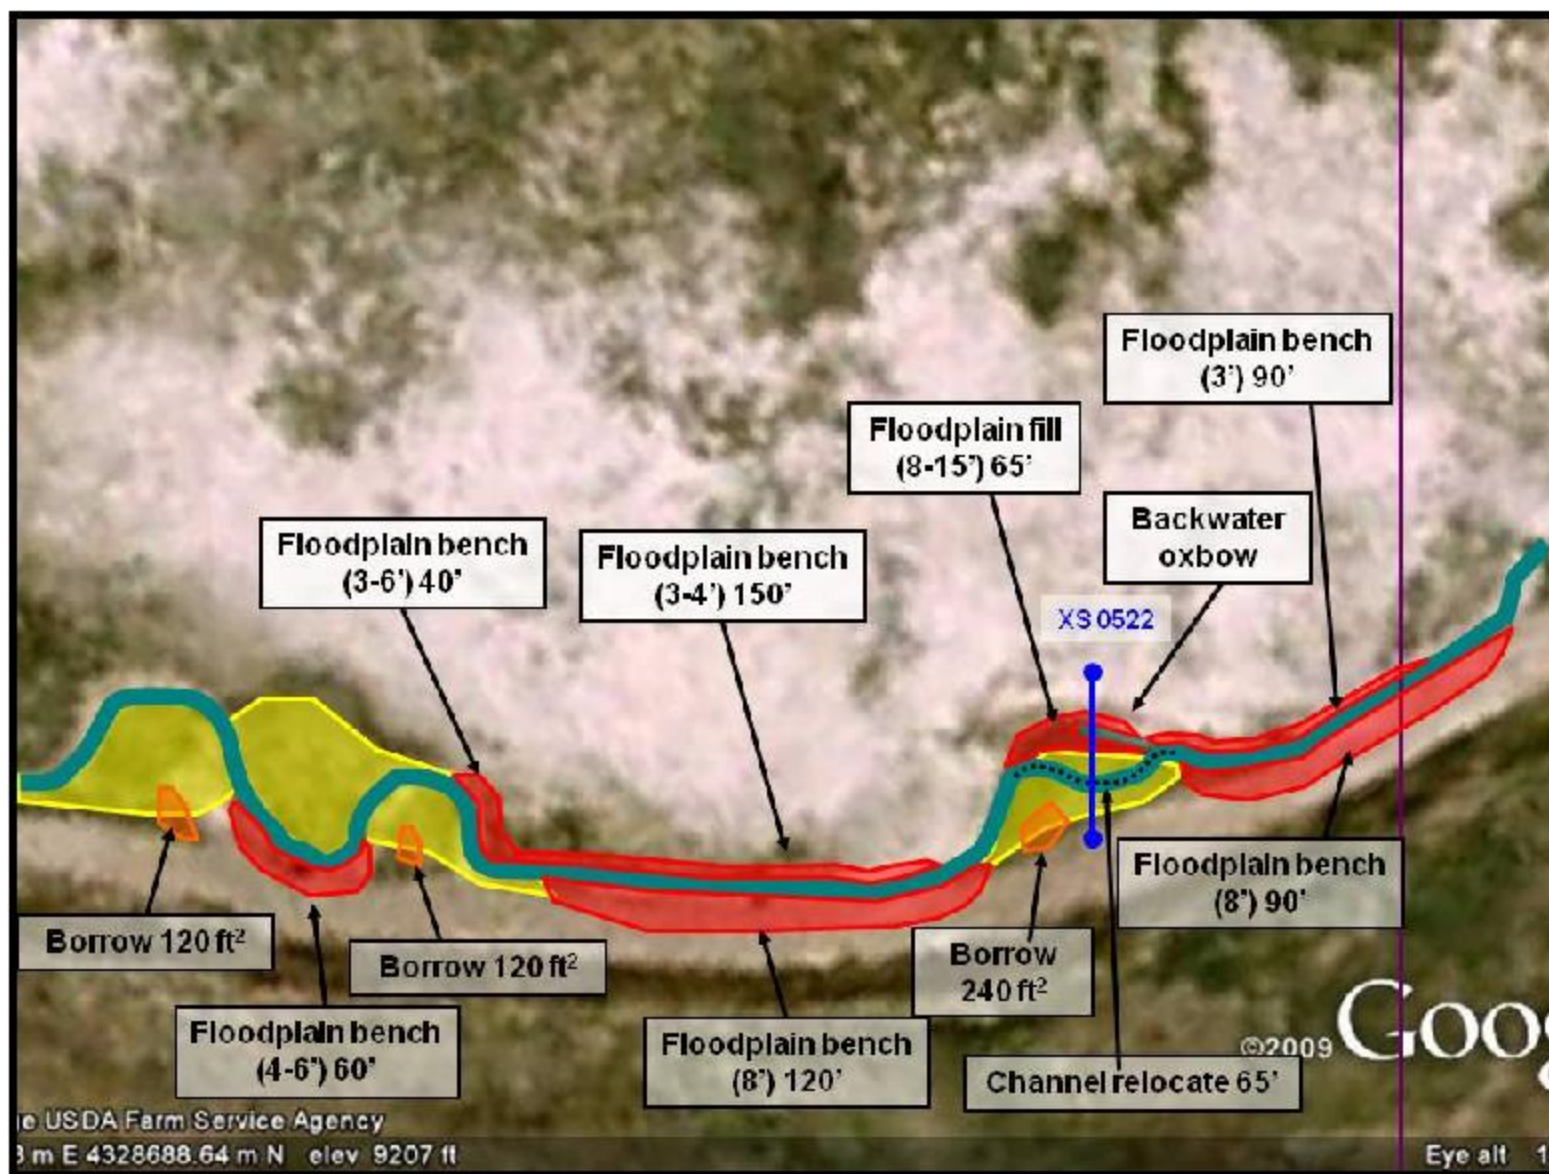 Floodplain bench
(3') 90'
Floodplain fill
(8-15') 65'
Backwater
oxbow
Floodplain bench
(3-6') 40'
Floodplain bench
(3-4') 150'
XS 0522
Floodplain bench
(8') 90'
Borrow 120 ft²
Borrow 120 ft²
Borrow
240 ft²
Floodplain bench
(4-6') 60'
Floodplain bench
(8') 120'
Channel relocate 65'
©2009 Goog
e USDA Farm Service Agency
m E 4328688.64 m N elev 9207 ft
Eye alt 1